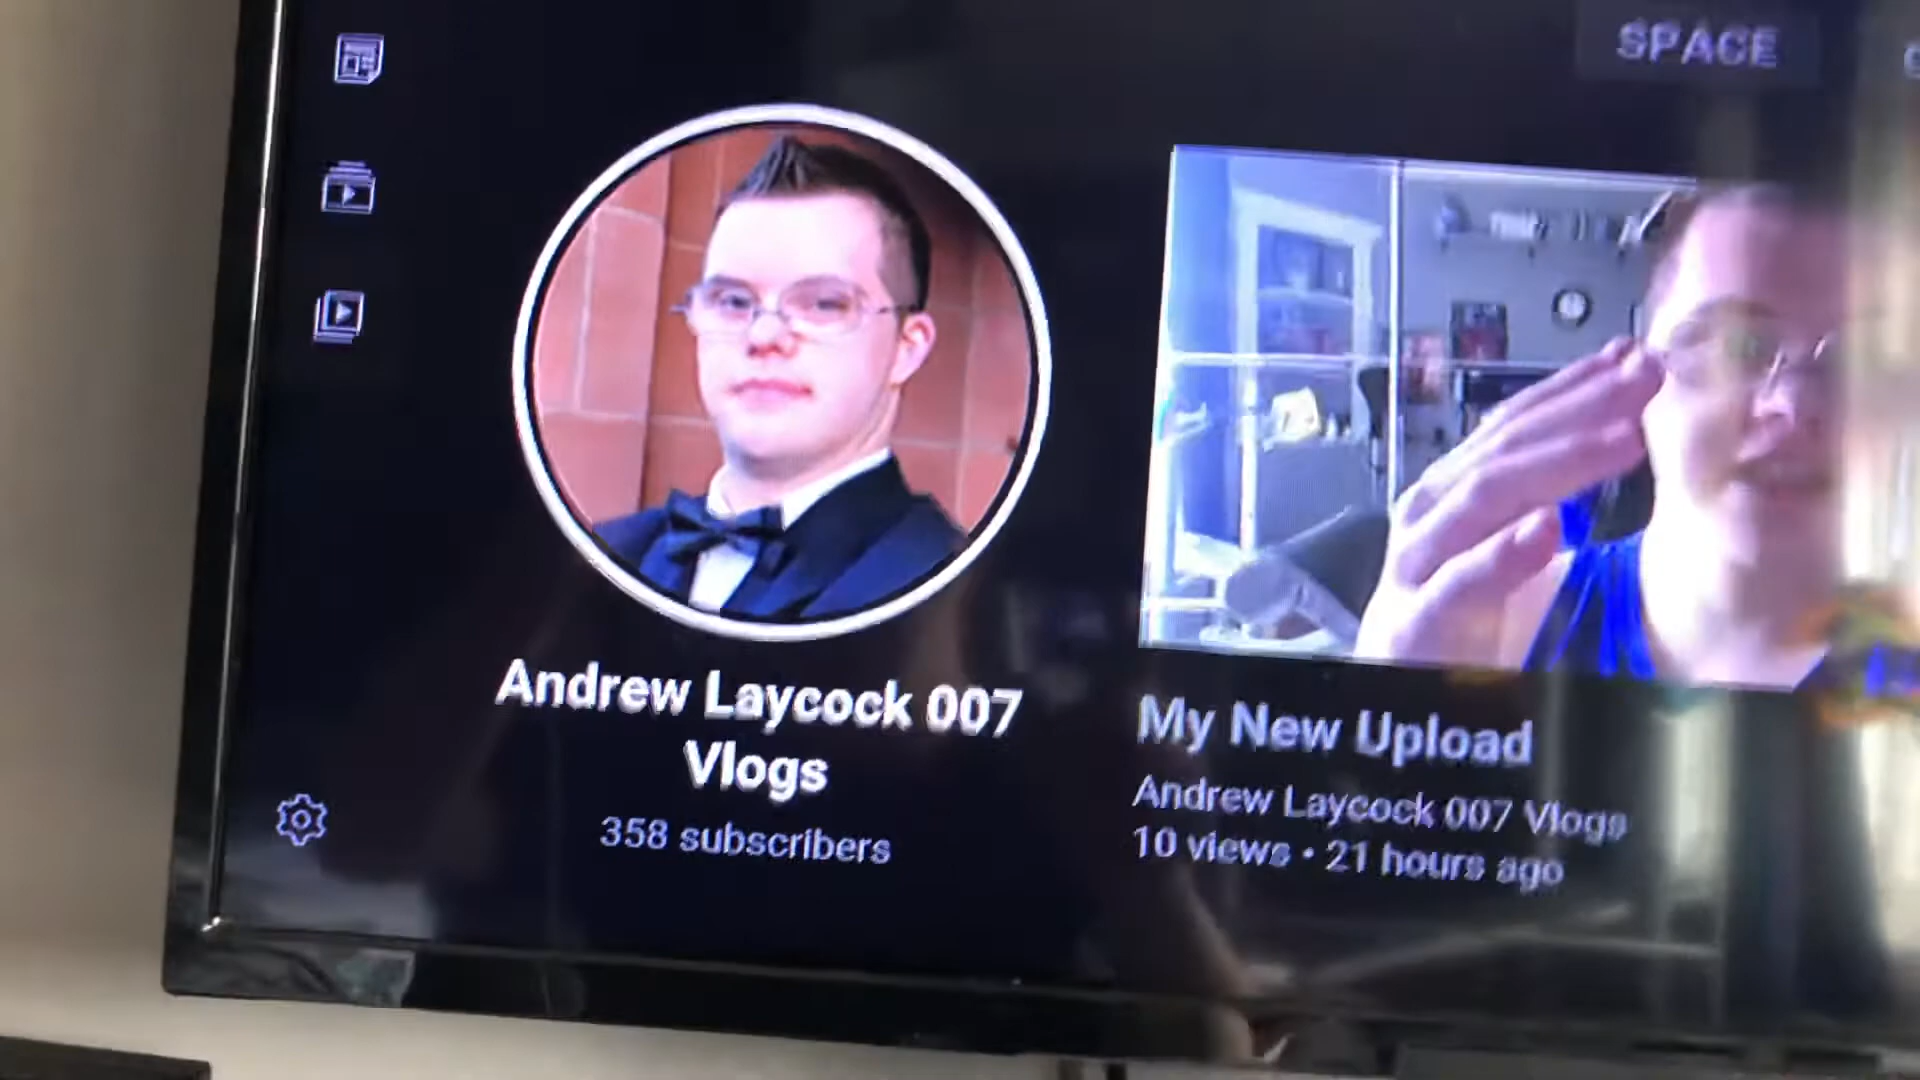 SPACE
Andrew Laycock 007
Vlogs
358 subscribers
My New Upload
Andrew Laycock 007 Vlogs
10 views • 21 hours ago